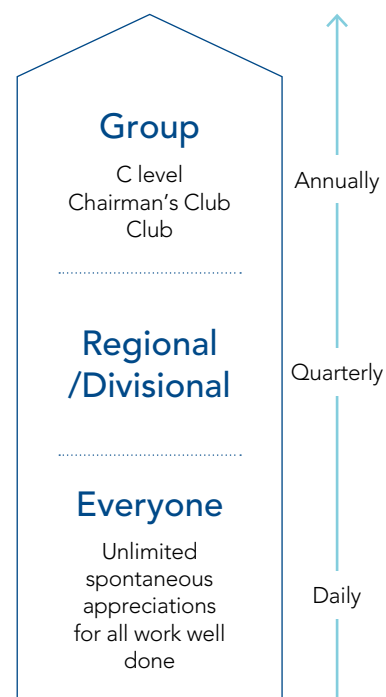 Group
C level
Chairman's Club
Club
Annually
Regional
/Divisional
Quarterly
Everyone
Unlimited
spontaneous
appreciations
for all work well
done
Daily